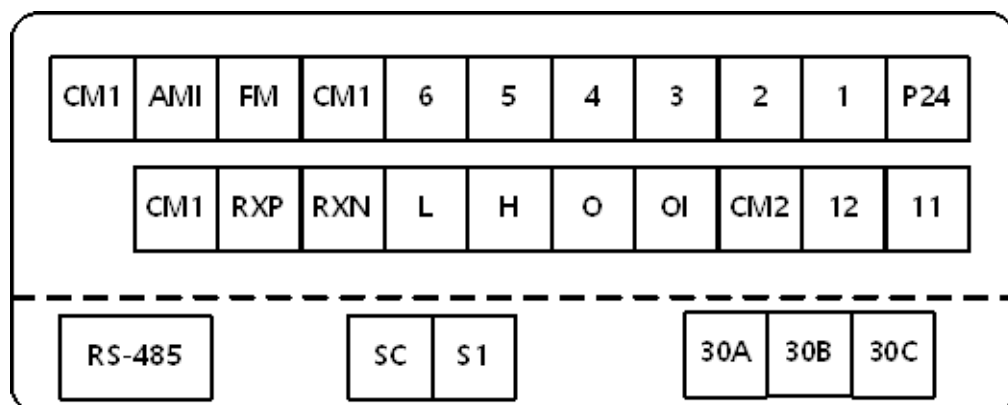 CM1 AMI FM CM1 6 5 4 3 2 1 P24
CM1 RXP RXN L H O OI CM2 12 11
RS-485 SC S1 30A 30B 30C